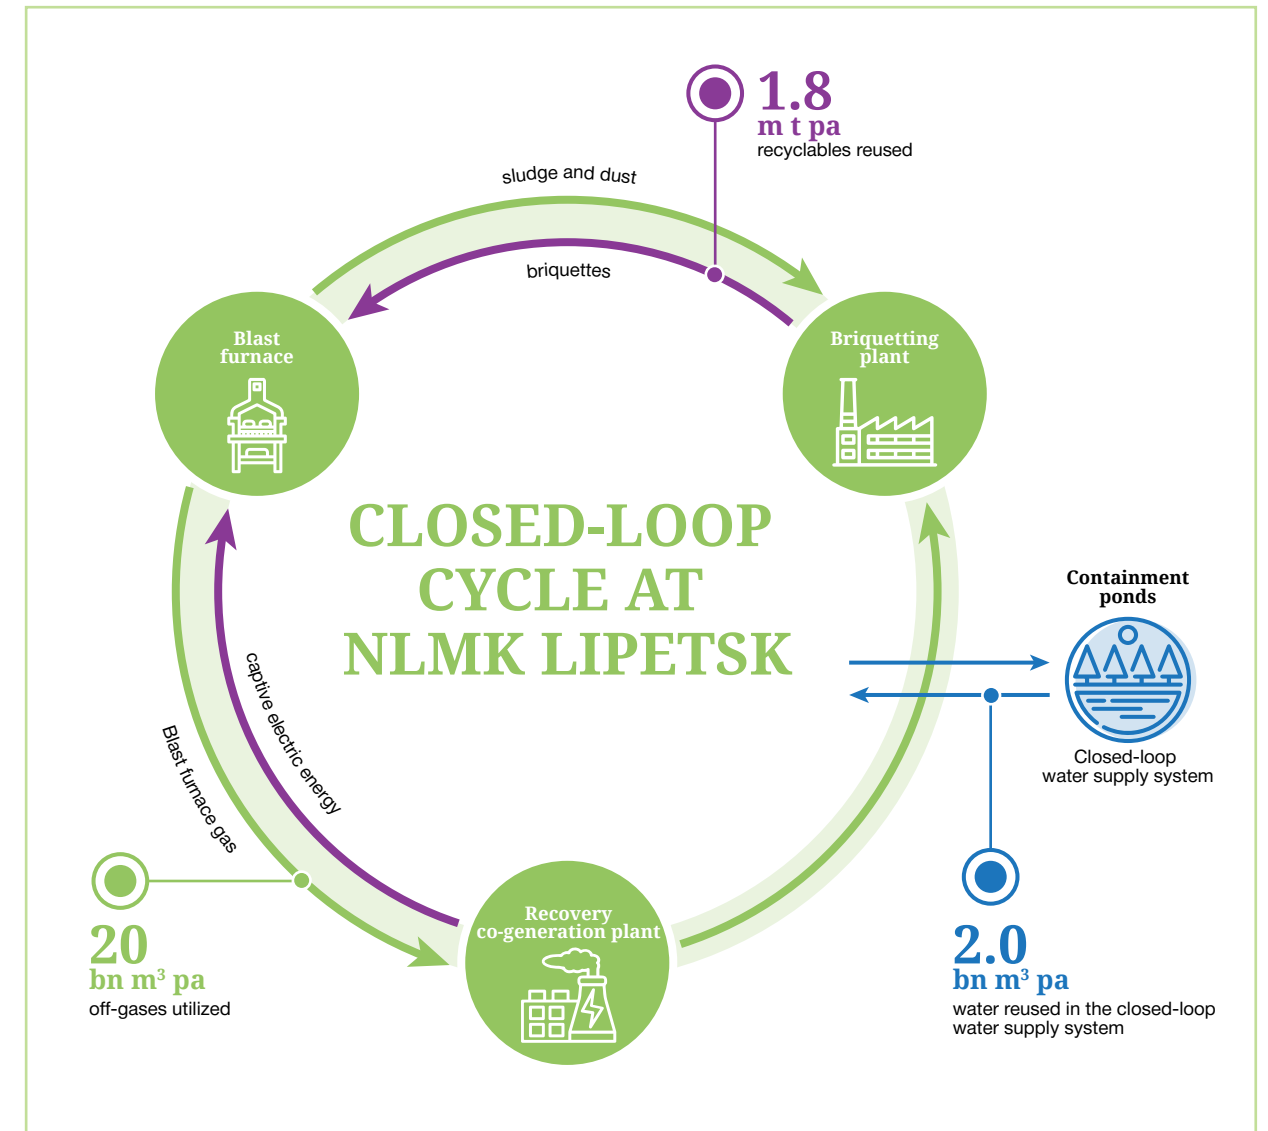 1.8
m t pa
recyclables reused
sludge and dust
briquettes
Blast
furnace
Briquetting
plant
CLOSED-LOOP
CYCLE AT
NLMK LIPETSK
Containment
ponds
Closed-loop
water supply system
captive electric energy
Blast furnace gas
20
bn m³ pa
off-gases utilized
Recovery
co-generation plant
2.0
bn m³ pa
water reused in the closed-loop
water supply system